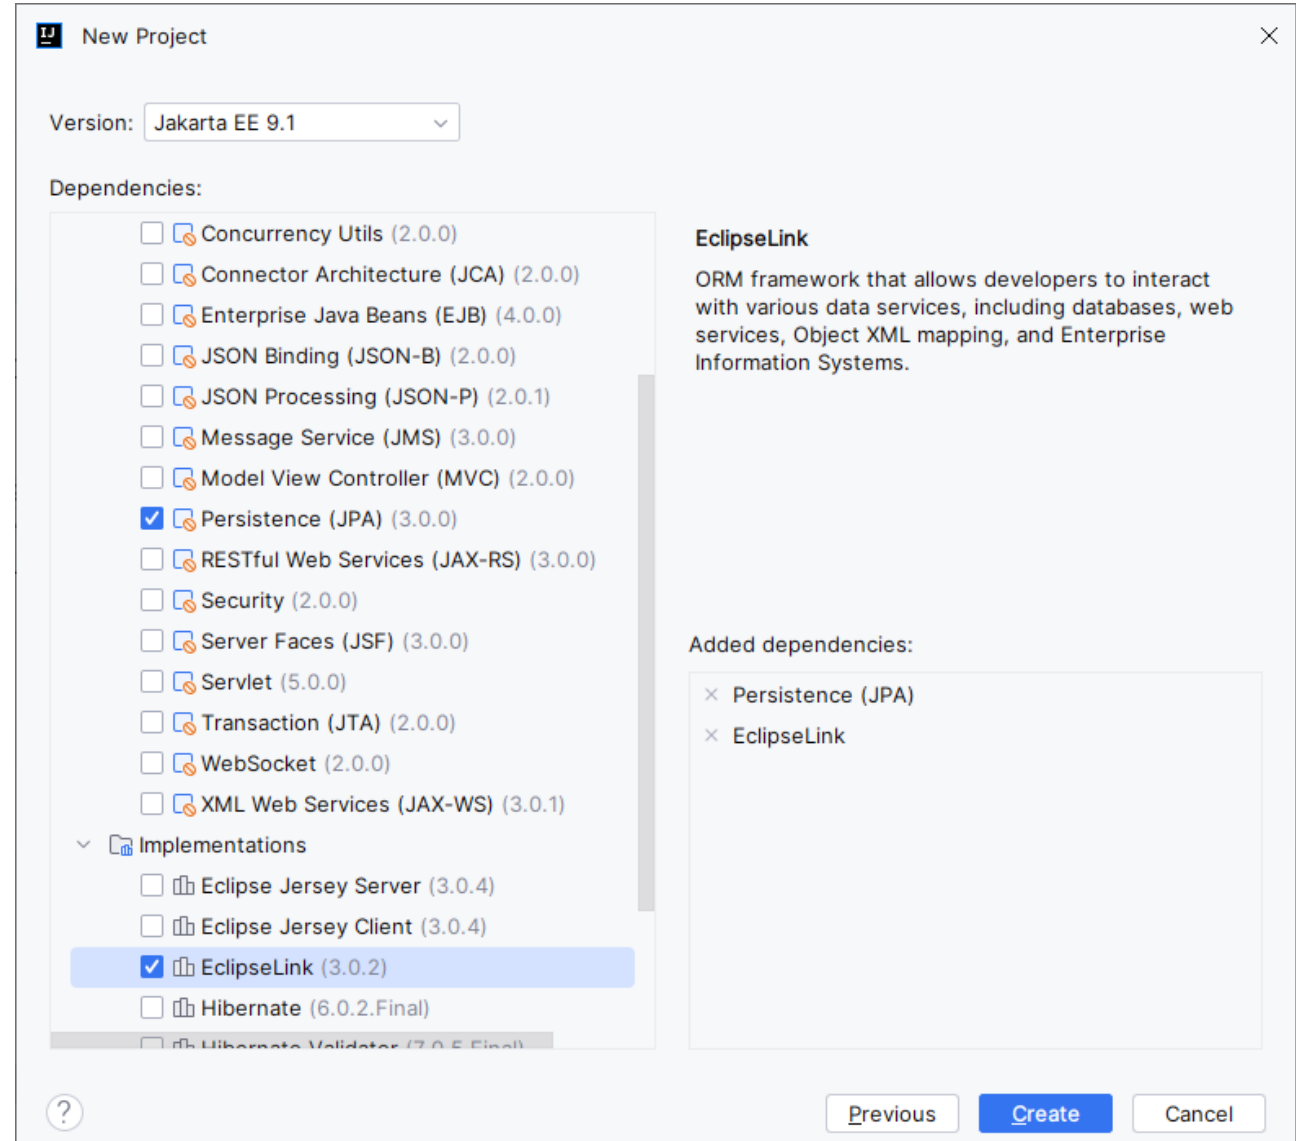 IJ
New Project
Version: Jakarta EE 9.1
Dependencies:
Concurrency Utils (2.0.0)
Connector Architecture (JCA) (2.0.0)
Enterprise Java Beans (EJB) (4.0.0)
JSON Binding (JSON-B) (2.0.0)
JSON Processing (JSON-P) (2.0.1)
Message Service (JMS) (3.0.0)
Model View Controller (MVC) (2.0.0)
Persistence (JPA) (3.0.0)
RESTful Web Services (JAX-RS) (3.0.0)
Security (2.0.0)
Server Faces (JSF) (3.0.0)
Servlet (5.0.0)
Transaction (JTA) (2.0.0)
WebSocket (2.0.0)
XML Web Services (JAX-WS) (3.0.1)
Implementations
Eclipse Jersey Server (3.0.4)
Eclipse Jersey Client (3.0.4)
EclipseLink (3.0.2)
Hibernate (6.0.2.Final)
Hibernate Validator (7.0.5.Final)
EclipseLink
ORM framework that allows developers to interact
with various data services, including databases, web
services, Object XML mapping, and Enterprise
Information Systems.
Added dependencies:
Persistence (JPA)
EclipseLink
?
Previous
Create
Cancel